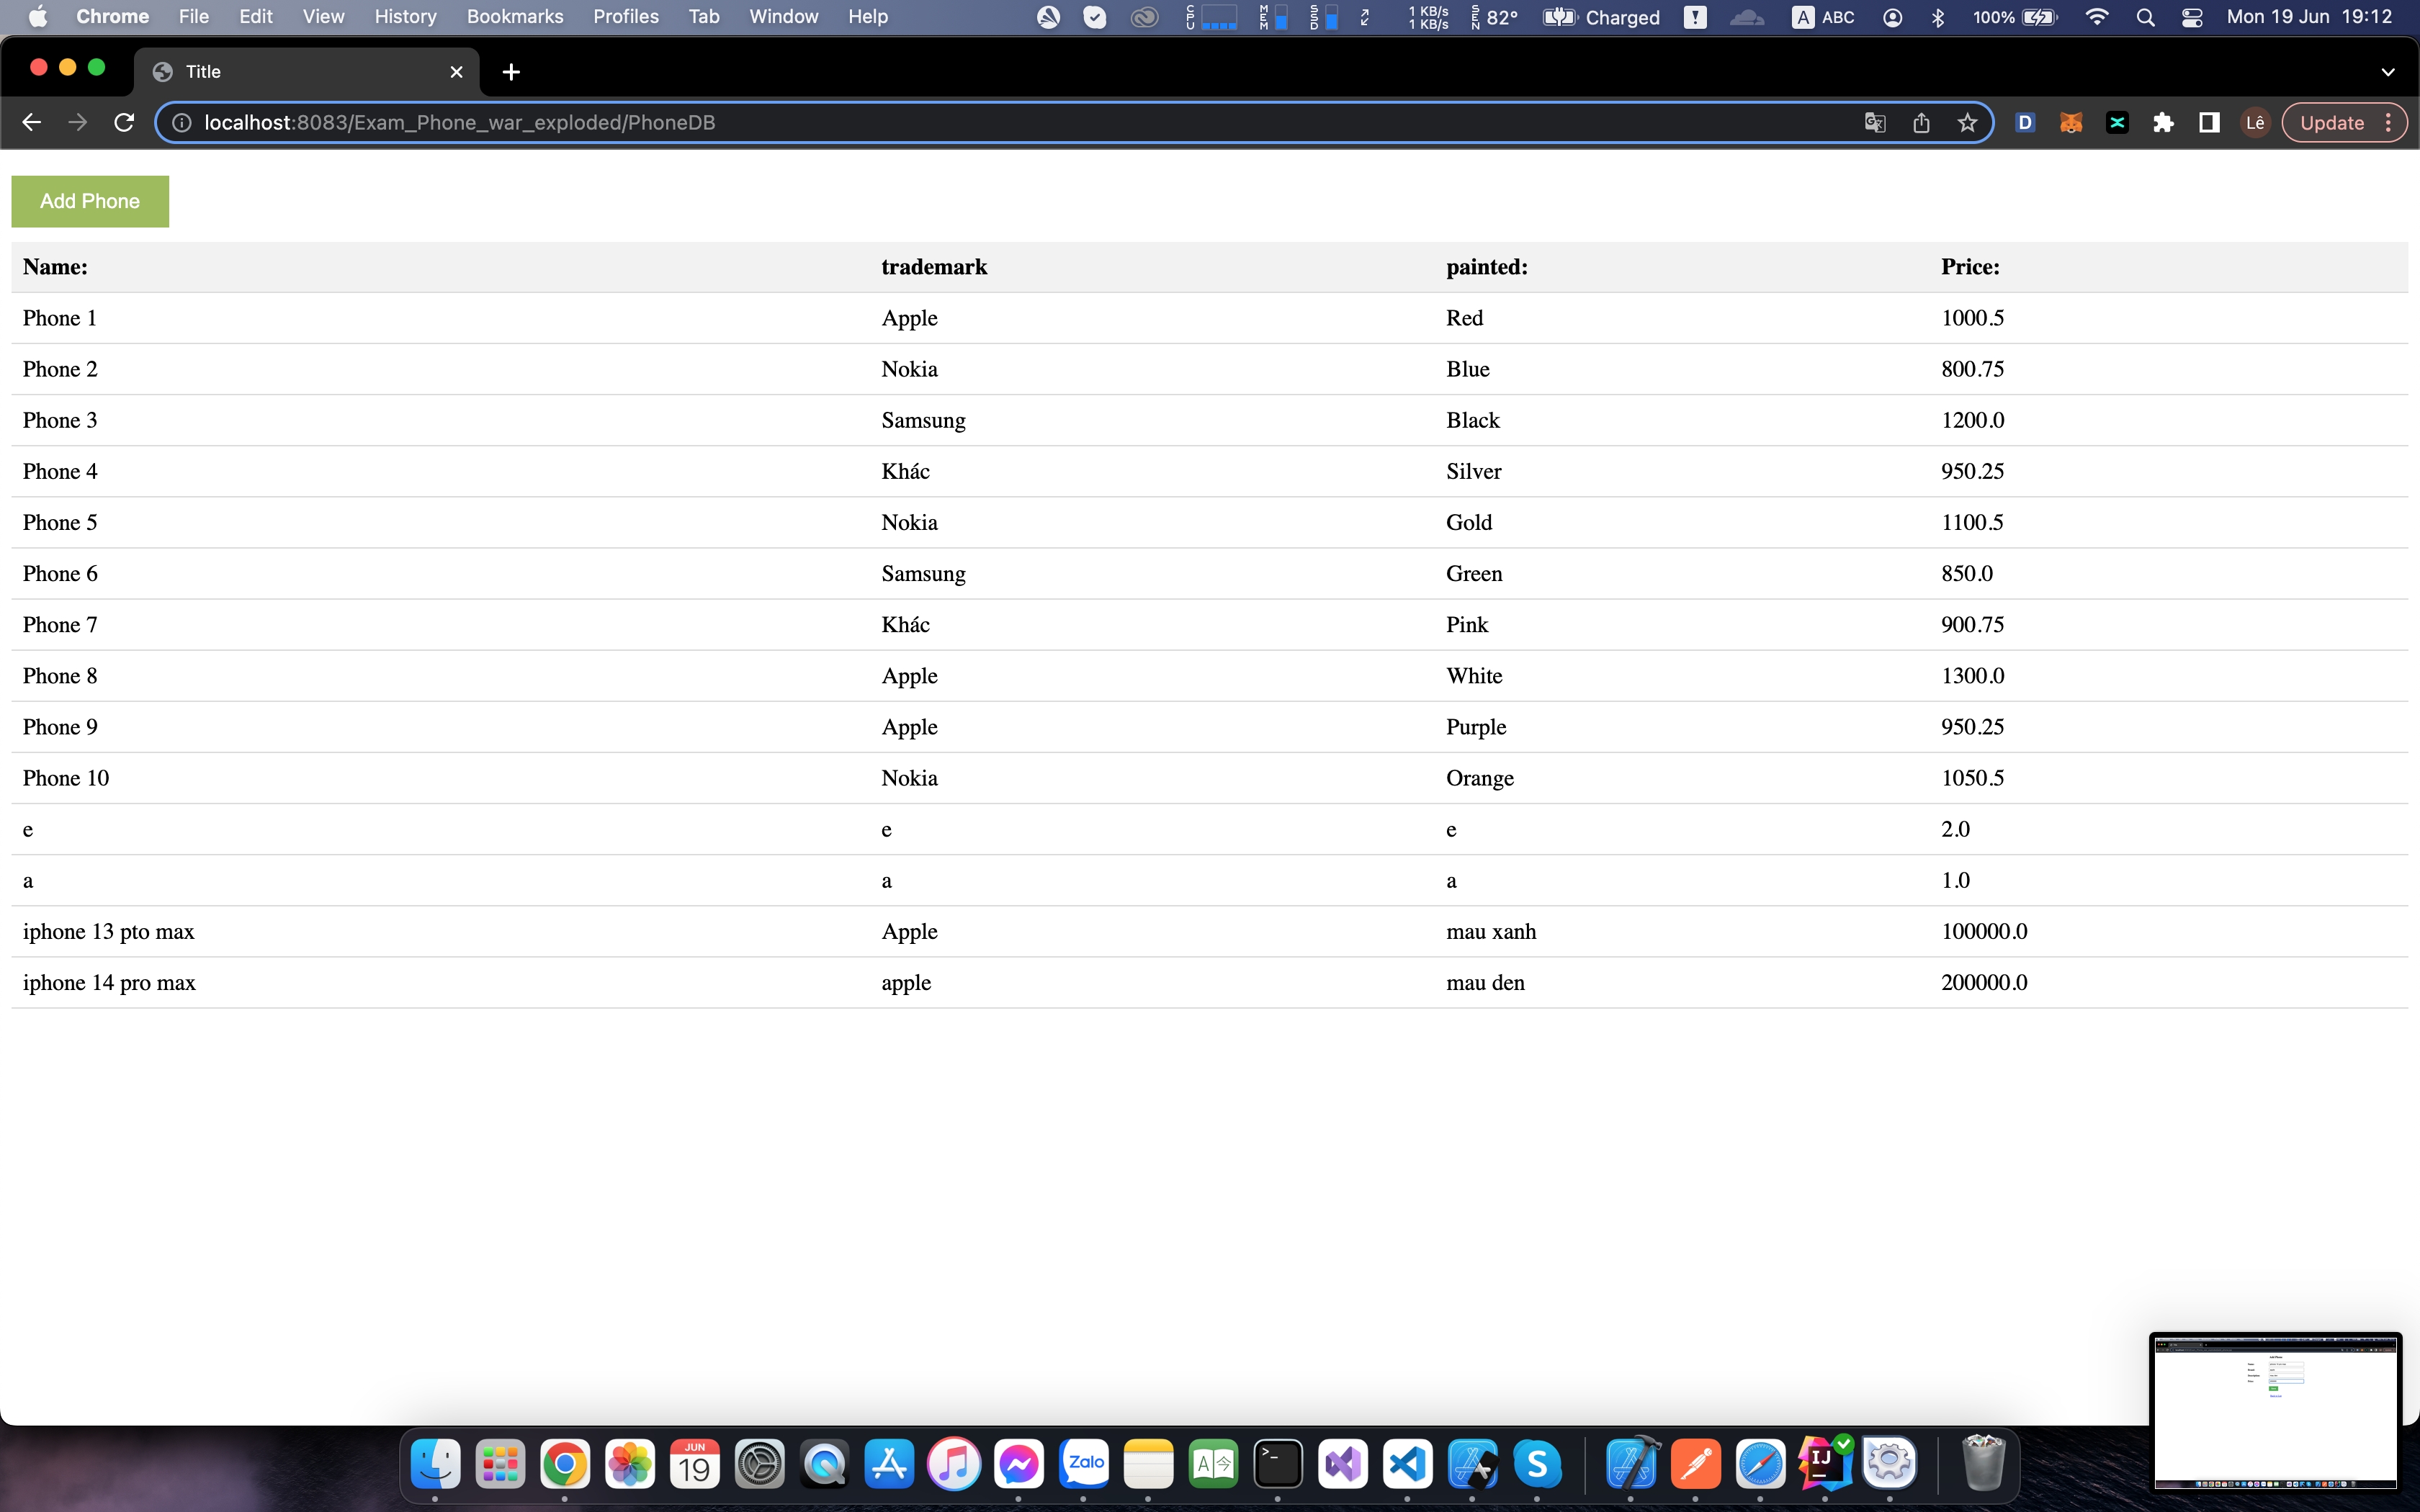 Chrome File Edit View History Bookmarks Profiles Tab Window Help CPU MEM SSD 1 KB/s 1 KB/s SEN 82° Charged A ABC 100% Mon 19 Jun 19:12
Title
localhost:8083/Exam_Phone_war_exploded/PhoneDB D Lê Update
Add Phone
Name: trademark painted: Price:
Phone 1 Apple Red 1000.5
Phone 2 Nokia Blue 800.75
Phone 3 Samsung Black 1200.0
Phone 4 Khác Silver 950.25
Phone 5 Nokia Gold 1100.5
Phone 6 Samsung Green 850.0
Phone 7 Khác Pink 900.75
Phone 8 Apple White 1300.0
Phone 9 Apple Purple 950.25
Phone 10 Nokia Orange 1050.5
e e e 2.0
a a a 1.0
iphone 13 pto max Apple mau xanh 100000.0
iphone 14 pro max apple mau den 200000.0
JUN
19 Zalo S IJ